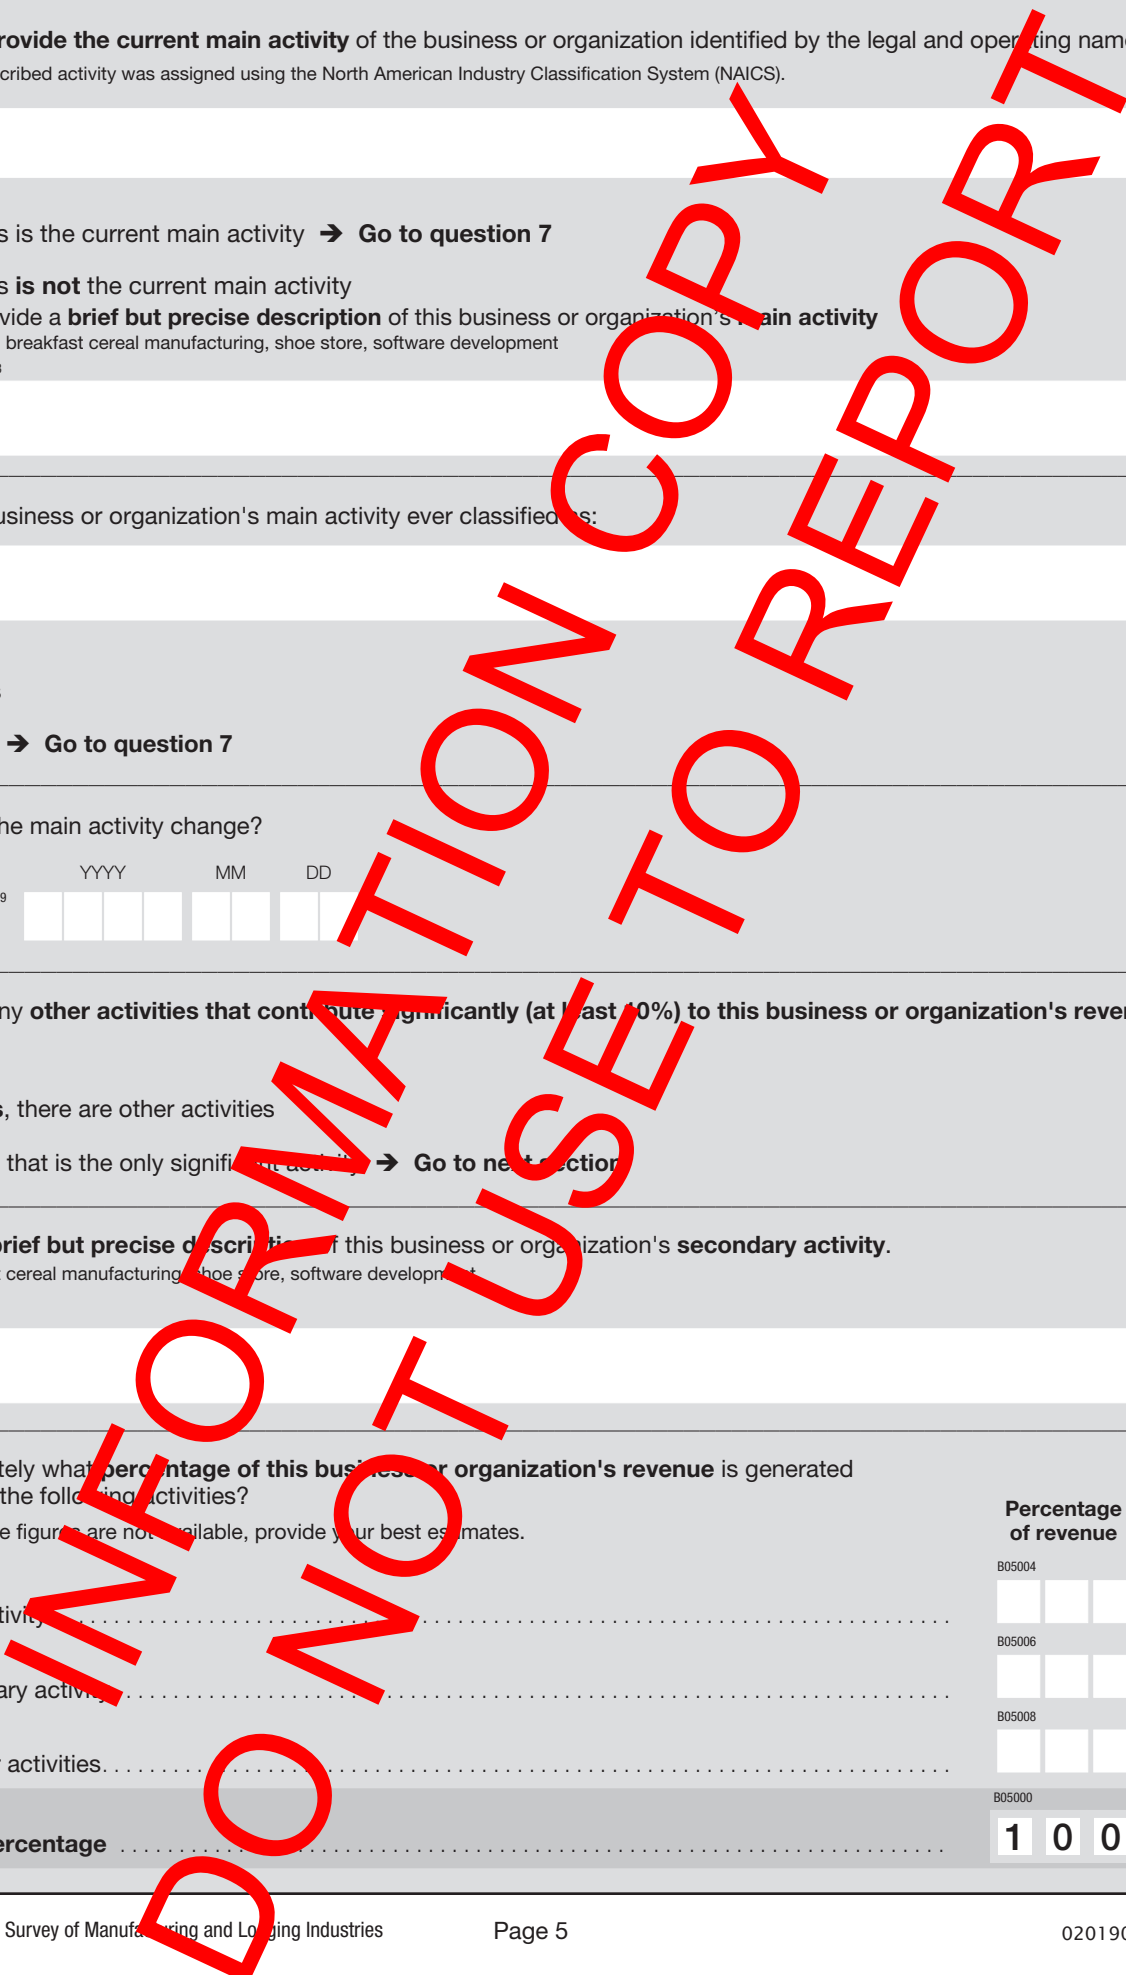 rovide the current main activity of the business or organization identified by the legal and operating nam
cribed activity was assigned using the North American Industry Classification System (NAICS).
s is the current main activity ➔ Go to question 7
s is not the current main activity
vide a brief but precise description of this business or organization's main activity
breakfast cereal manufacturing, shoe store, software development
usiness or organization's main activity ever classified as:
➔ Go to question 7
he main activity change?
YYYY MM DD
9
ny other activities that contribute significantly (at least 10%) to this business or organization's reve
s, there are other activities
that is the only significant activity ➔ Go to next section
brief but precise description of this business or organization's secondary activity.
t cereal manufacturing, shoe store, software development
tely what percentage of this business or organization's revenue is generated
the following activities?
e figures are not available, provide your best estimates.
Percentage
of revenue
B05004
tivity
B05006
ary activity
B05008
activities
B05000
ercentage 1 0 0
Survey of Manufacturing and Logging Industries Page 5 020190
INFORMATION COPY
DO NOT USE TO REPORT